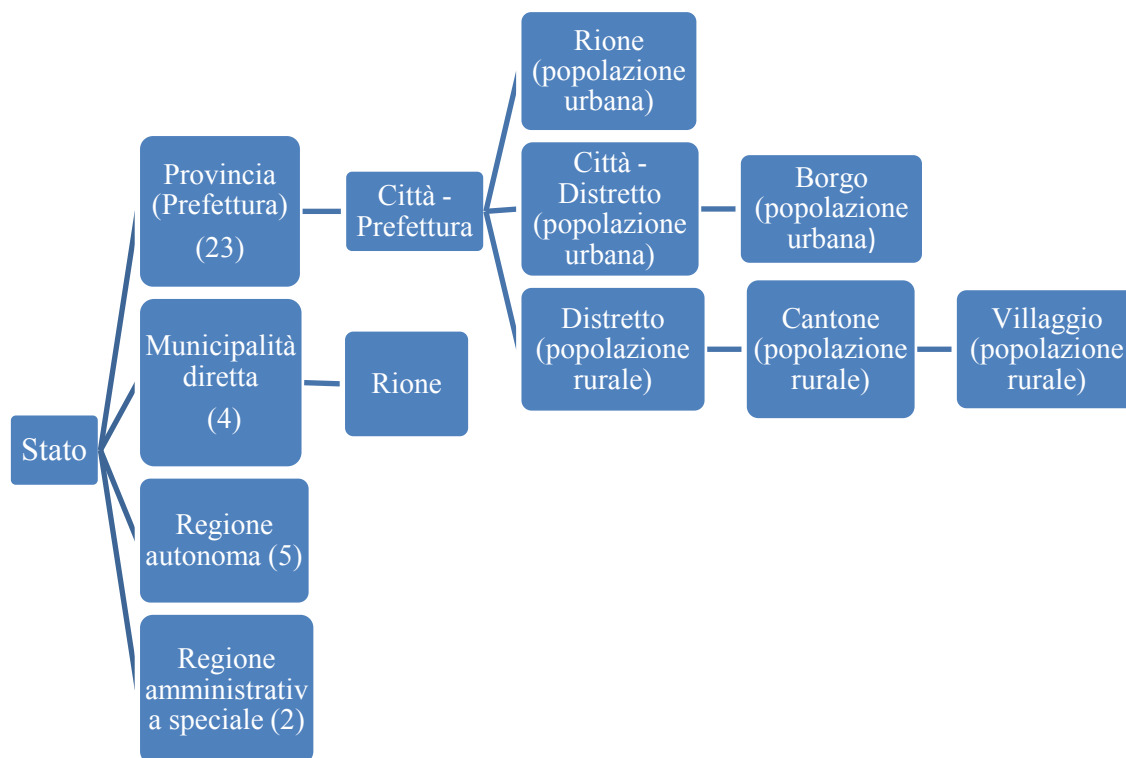 Stato
Provincia
(Prefettura)
(23)
Città -
Prefettura
Rione
(popolazione
urbana)
Città -
Distretto
(popolazione
urbana)
Borgo
(popolazione
urbana)
Distretto
(popolazione
rurale)
Cantone
(popolazione
rurale)
Villaggio
(popolazione
rurale)
Municipalità
diretta
(4)
Rione
Regione
autonoma (5)
Regione
amministrativ
a speciale (2)